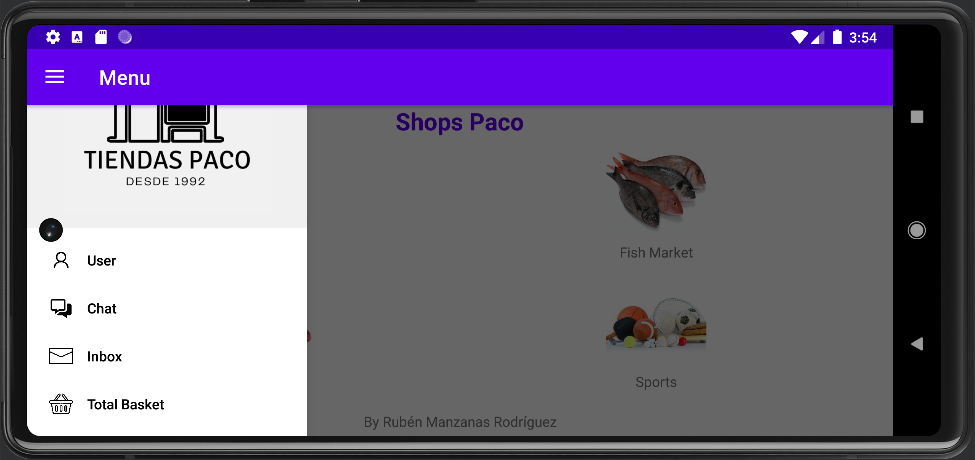 3:54
Menu
TIENDAS PACO
DESDE 1992
User
Chat
Inbox
Total Basket
Shops Paco
Fish Market
Sports
By Rubén Manzanas Rodríguez